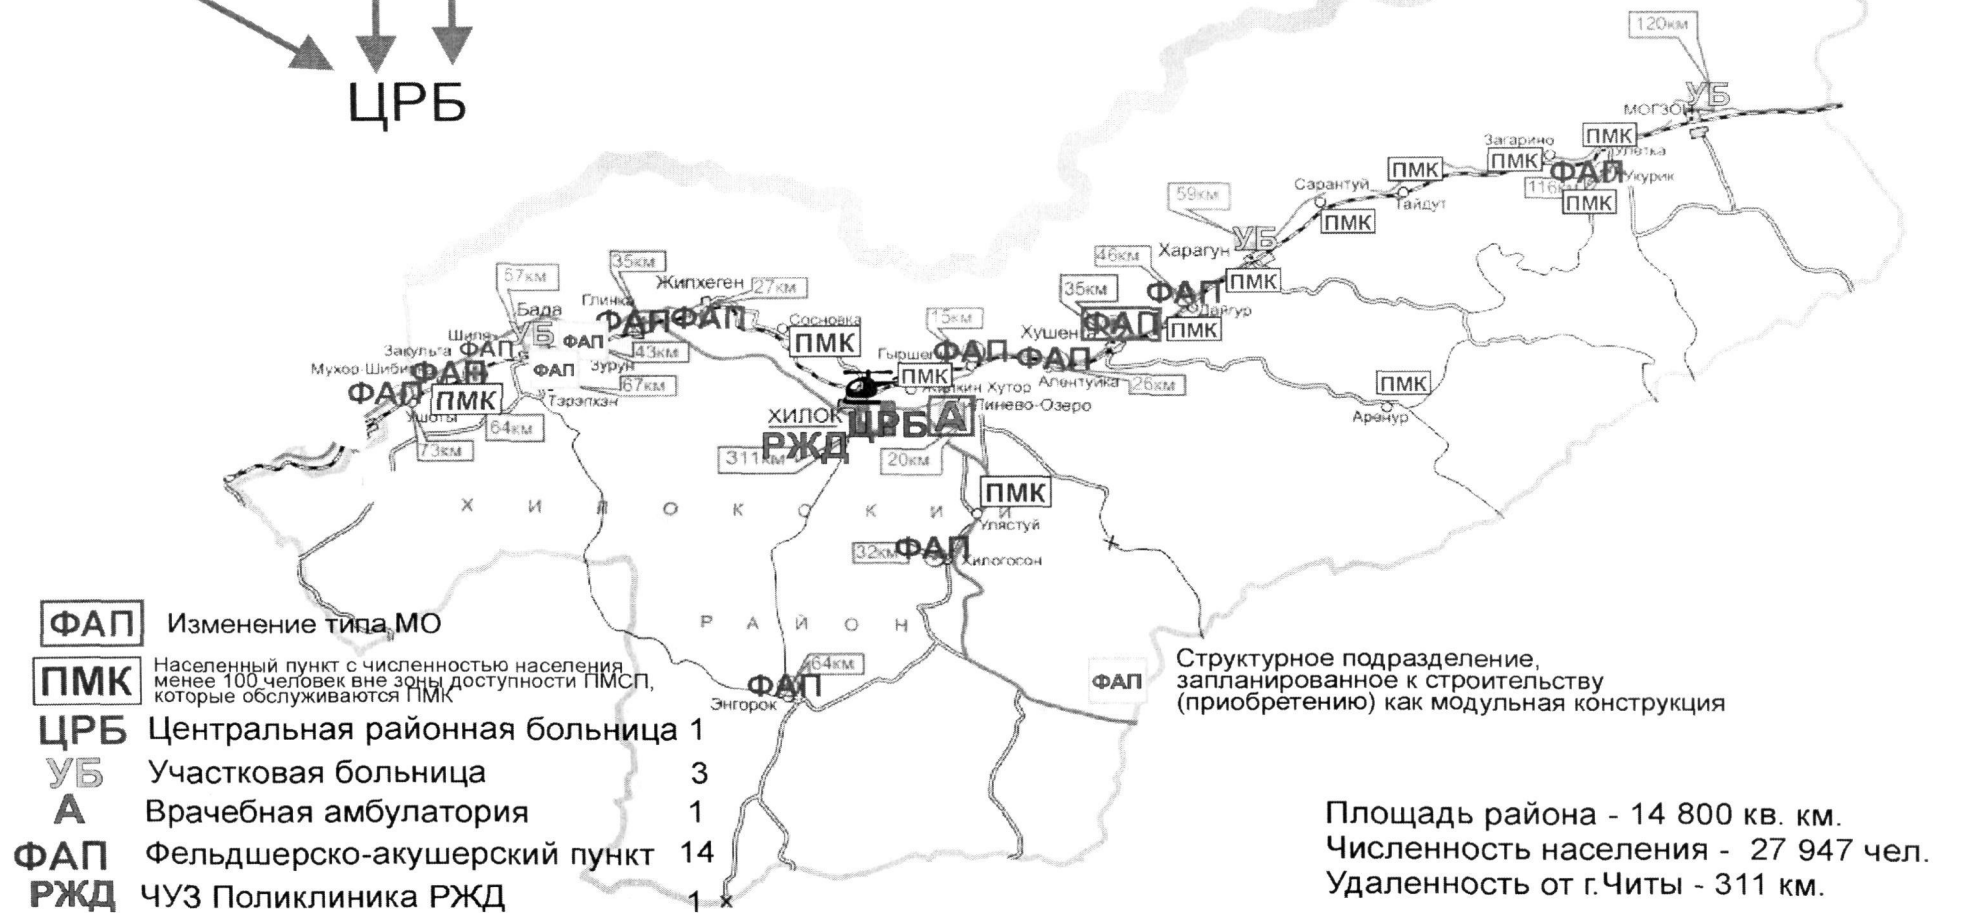 ЦРБ
120км
УБ
МОГЗОН
ПМК
Улетка
Загарино
ПМК
ФАП
Укурик
116км
ПМК
ПМК
Тайдут
Сарантуй
ПМК
59км
УБ
Харагун
ПМК
46км
ФАП
Дайгур
ПМК
35км
ФАП
Хушенга
26км
ФАП
Алентуйка
15км
ФАП
ПМК
Аренур
57км
Бада
УБ
Шиля
ФАП
Закульта
ФАП
Мухор-Шибирь
ФАП
ПМК
Ушоты
64км
73км
ФАП
ФАП
Зурун
43км
67км
35км
Глинка
ФАП
Жипхеген
27км
ФАП
Сосновка
ПМК
ПМК
Хутор
Линево-Озеро
ХИЛОК
ЦРБ
А
РЖД
311км
20км
ПМК
Улястуй
32км
ФАП
Хилогосон
Х И Л О К С К И Й
Р А Й О Н
64км
ФАП
Энгорок
ФАП Изменение типа МО
ПМК Населенный пункт с численностью населения
менее 100 человек вне зоны доступности ПМСП,
которые обслуживаются ПМК
ЦРБ Центральная районная больница 1
УБ Участковая больница 3
А Врачебная амбулатория 1
ФАП Фельдшерско-акушерский пункт 14
РЖД ЧУЗ Поликлиника РЖД 1
ФАП Структурное подразделение,
запланированное к строительству
(приобретению) как модульная конструкция
Площадь района - 14 800 кв. км.
Численность населения - 27 947 чел.
Удаленность от г.Читы - 311 км.